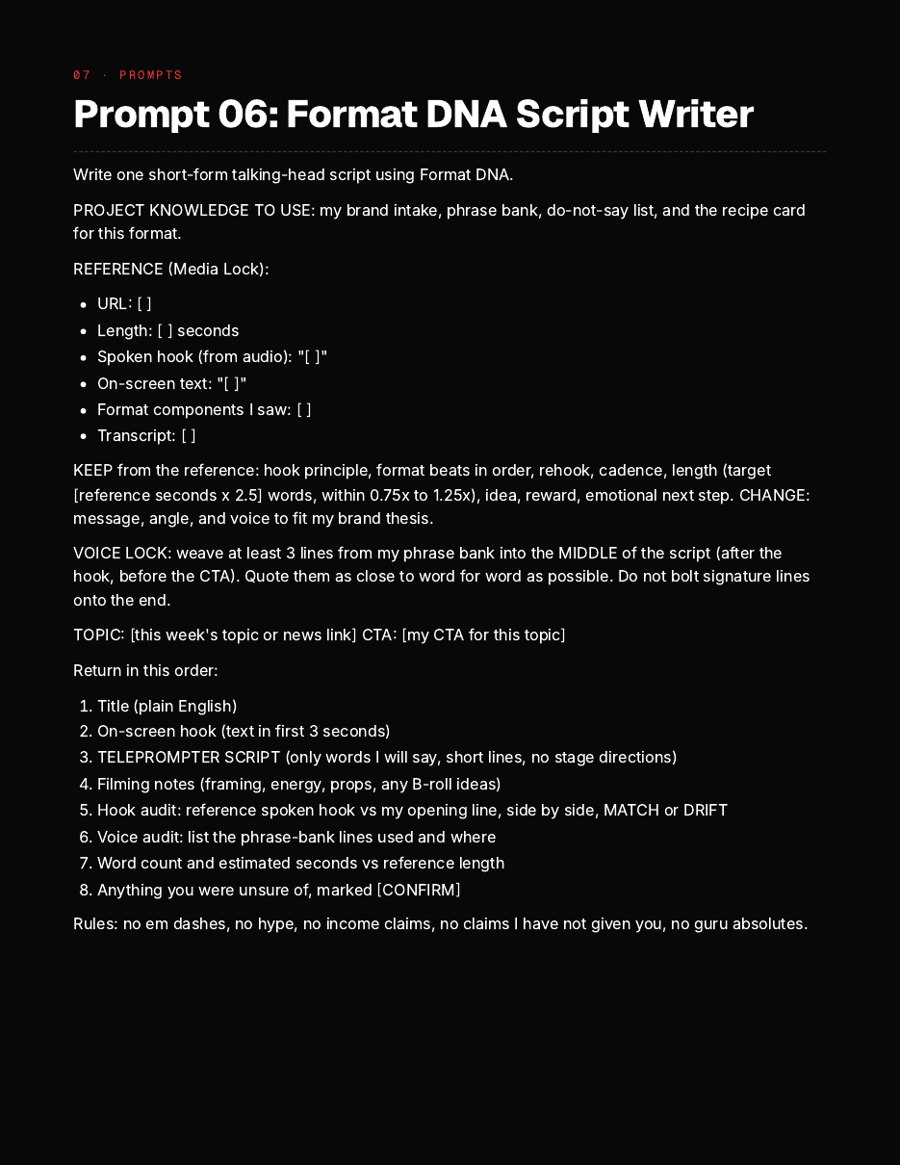 07 · PROMPTS
Prompt 06: Format DNA Script Writer
Write one short-form talking-head script using Format DNA.
PROJECT KNOWLEDGE TO USE: my brand intake, phrase bank, do-not-say list, and the recipe card
for this format.
REFERENCE (Media Lock):
• URL: [ ]
• Length: [ ] seconds
• Spoken hook (from audio): "[ ]"
• On-screen text: "[ ]"
• Format components I saw: [ ]
• Transcript: [ ]
KEEP from the reference: hook principle, format beats in order, rehook, cadence, length (target
[reference seconds x 2.5] words, within 0.75x to 1.25x), idea, reward, emotional next step. CHANGE:
message, angle, and voice to fit my brand thesis.
VOICE LOCK: weave at least 3 lines from my phrase bank into the MIDDLE of the script (after the
hook, before the CTA). Quote them as close to word for word as possible. Do not bolt signature lines
onto the end.
TOPIC: [this week's topic or news link] CTA: [my CTA for this topic]
Return in this order:
1. Title (plain English)
2. On-screen hook (text in first 3 seconds)
3. TELEPROMPTER SCRIPT (only words I will say, short lines, no stage directions)
4. Filming notes (framing, energy, props, any B-roll ideas)
5. Hook audit: reference spoken hook vs my opening line, side by side, MATCH or DRIFT
6. Voice audit: list the phrase-bank lines used and where
7. Word count and estimated seconds vs reference length
8. Anything you were unsure of, marked [CONFIRM]
Rules: no em dashes, no hype, no income claims, no claims I have not given you, no guru absolutes.